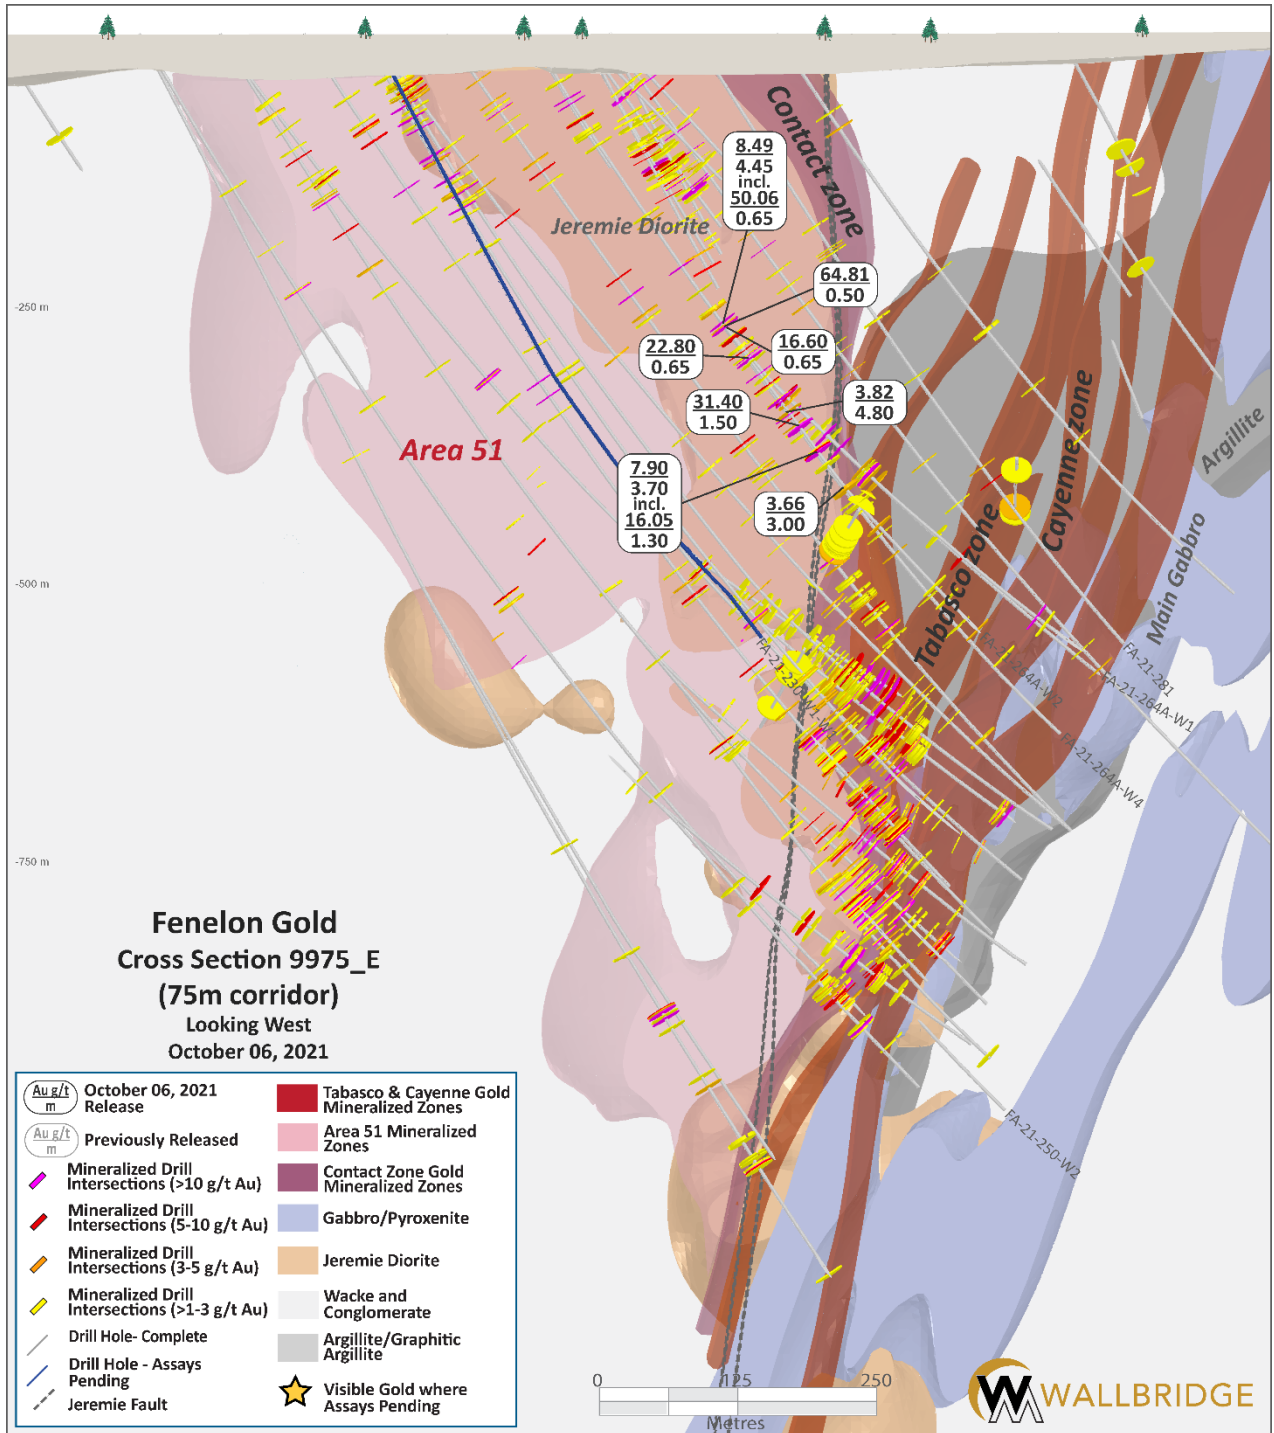 Contact zone
8.49
4.45
incl.
50.06
0.65
Jeremie Diorite
64.81
0.50
-250 m
22.80
0.65
16.60
0.65
31.40
1.50
3.82
4.80
Area 51
Argillite
Cayenne zone
7.90
3.70
incl.
16.05
1.30
3.66
3.00
Tabasco zone
Main Gabbro
-500 m
FA-21-230-W1-W1
FA-21-264A-W2
FA-21-281
FA-21-264A-W1
FA-21-264A-W4
-750 m
Fenelon Gold
Cross Section 9975_E
(75m corridor)
Looking West
October 06, 2021
FA-21-250-W2
Au g/t
m
October 06, 2021
Release
Au g/t
m
Previously Released
Mineralized Drill
Intersections (>10 g/t Au)
Mineralized Drill
Intersections (5-10 g/t Au)
Mineralized Drill
Intersections (3-5 g/t Au)
Mineralized Drill
Intersections (>1-3 g/t Au)
Drill Hole- Complete
Drill Hole - Assays
Pending
Jeremie Fault
Tabasco & Cayenne Gold
Mineralized Zones
Area 51 Mineralized
Zones
Contact Zone Gold
Mineralized Zones
Gabbro/Pyroxenite
Jeremie Diorite
Wacke and
Conglomerate
Argillite/Graphitic
Argillite
Visible Gold where
Assays Pending
0 125 250
Metres
WALLBRIDGE